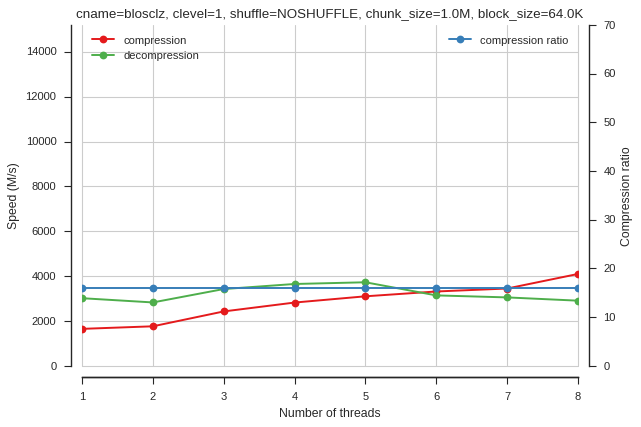 cname=blosclz, clevel=1, shuffle=NOSHUFFLE, chunk_size=1.0M, block_size=64.0K
compression
decompression
compression ratio
Speed (M/s)
14000
12000
10000
8000
6000
4000
2000
0
70
60
50
40
30
20
10
0
Compression ratio
1 2 3 4 5 6 7 8
Number of threads